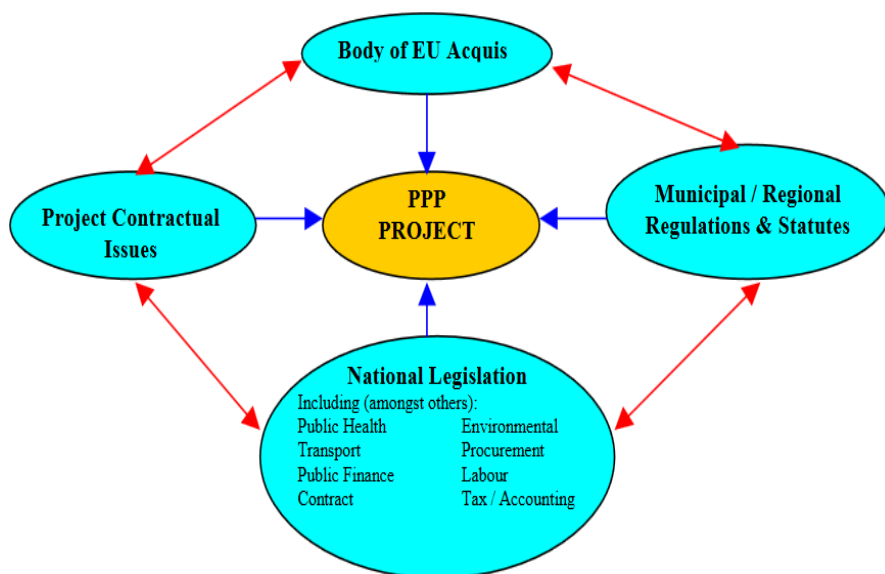 Body of EU Acquis
Project Contractual
Issues
PPP
PROJECT
Municipal / Regional
Regulations & Statutes
National Legislation
Including (amongst others):
Public Health Environmental
Transport Procurement
Public Finance Labour
Contract Tax / Accounting